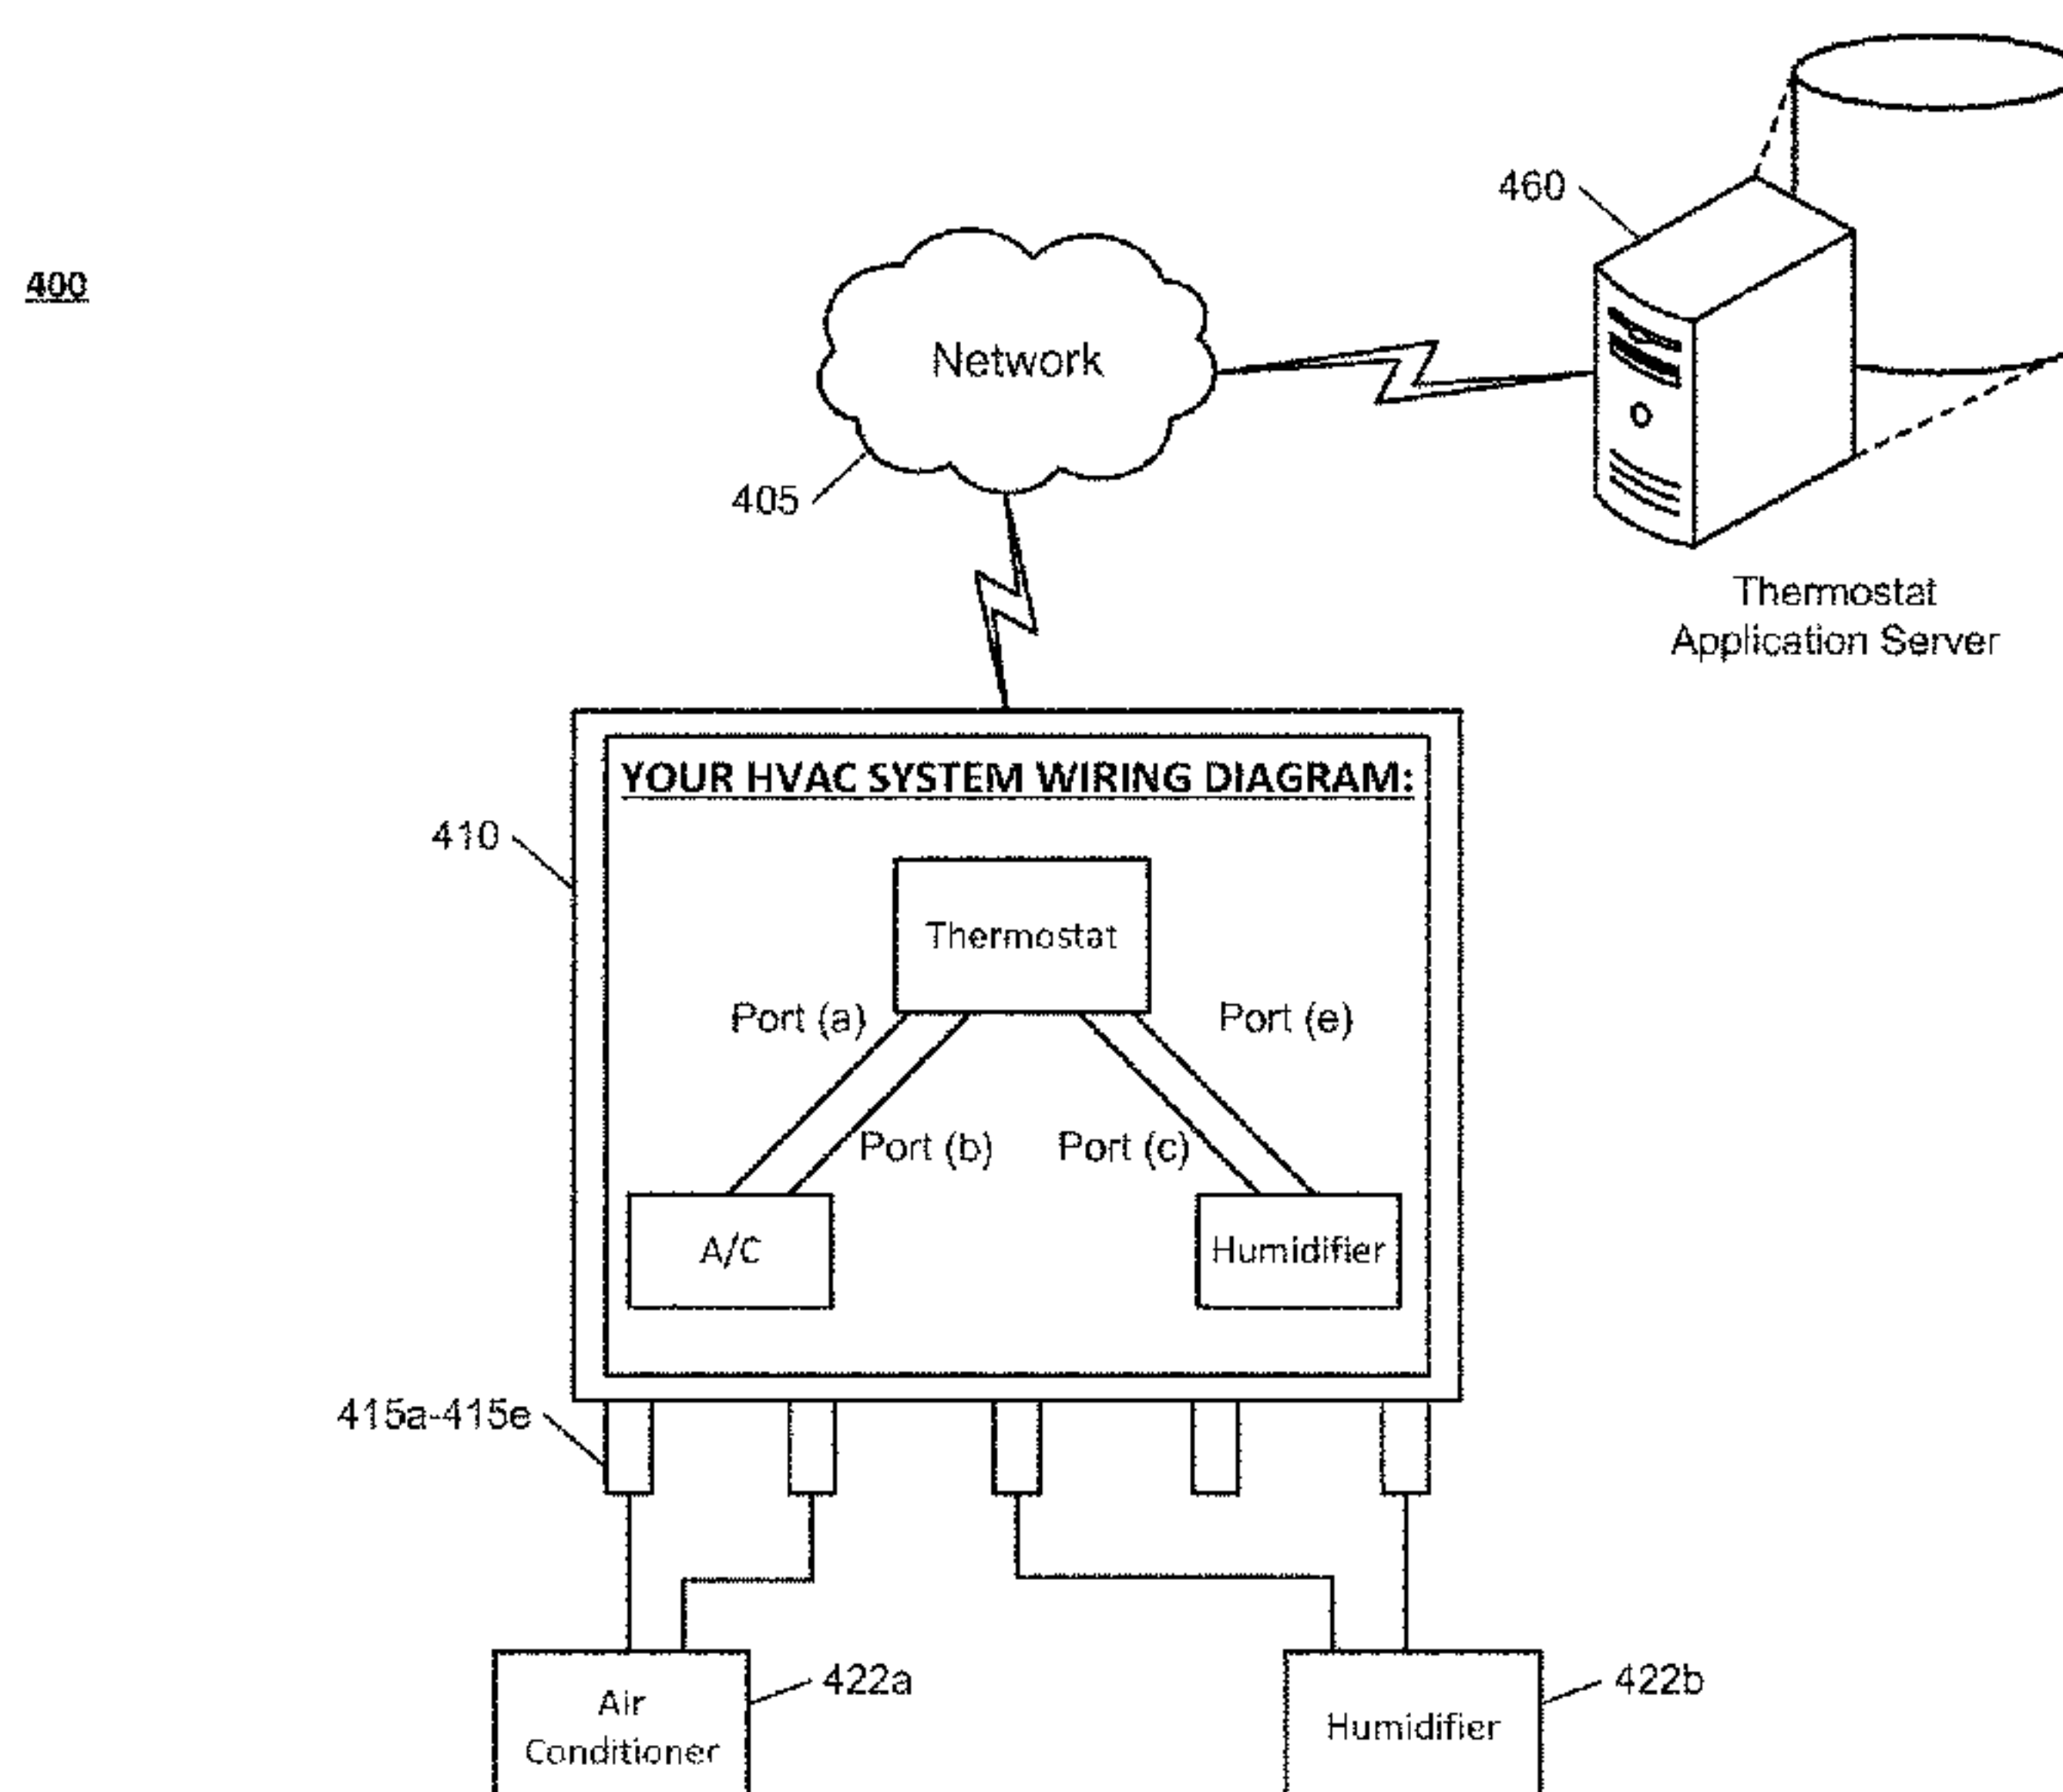 460
400
Network
405
Thermostat
Application Server
YOUR HVAC SYSTEM WIRING DIAGRAM:
410
Thermostat
Port (a)
Port (e)
Port (b)
Port (c)
A/C
Humidifier
415a-415e
422a
422b
Air
Conditioner
Humidifier